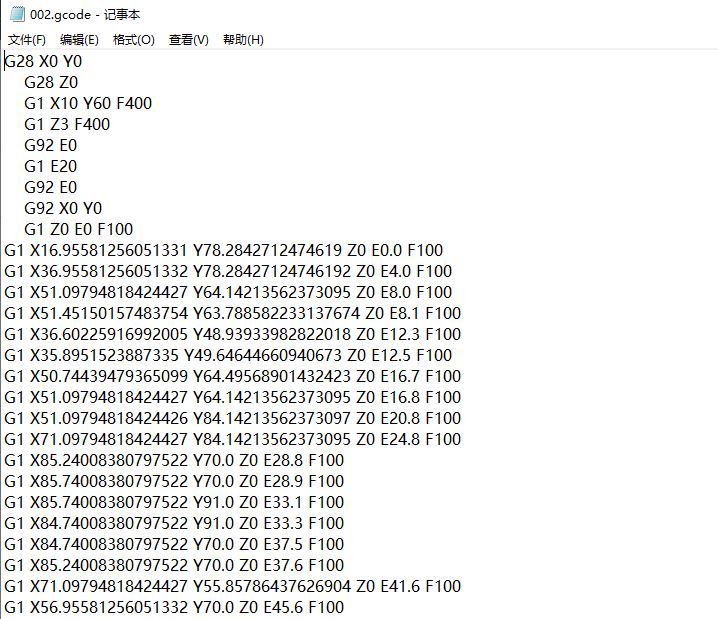 002.gcode - 记事本
文件(F) 编辑(E) 格式(O) 查看(V) 帮助(H)
G28 X0 Y0
G28 Z0
G1 X10 Y60 F400
G1 Z3 F400
G92 E0
G1 E20
G92 E0
G92 X0 Y0
G1 Z0 E0 F100
G1 X16.95581256051331 Y78.2842712474619 Z0 E0.0 F100
G1 X36.95581256051332 Y78.28427124746192 Z0 E4.0 F100
G1 X51.09794818424427 Y64.14213562373095 Z0 E8.0 F100
G1 X51.45150157483754 Y63.788582233137674 Z0 E8.1 F100
G1 X36.60225916992005 Y48.93933982822018 Z0 E12.3 F100
G1 X35.8951523887335 Y49.64644660940673 Z0 E12.5 F100
G1 X50.74439479365099 Y64.49568901432423 Z0 E16.7 F100
G1 X51.09794818424427 Y64.14213562373095 Z0 E16.8 F100
G1 X51.09794818424426 Y84.14213562373097 Z0 E20.8 F100
G1 X71.09794818424427 Y84.14213562373095 Z0 E24.8 F100
G1 X85.24008380797522 Y70.0 Z0 E28.8 F100
G1 X85.74008380797522 Y70.0 Z0 E28.9 F100
G1 X85.74008380797522 Y91.0 Z0 E33.1 F100
G1 X84.74008380797522 Y91.0 Z0 E33.3 F100
G1 X84.74008380797522 Y70.0 Z0 E37.5 F100
G1 X85.24008380797522 Y70.0 Z0 E37.6 F100
G1 X71.09794818424427 Y55.85786437626904 Z0 E41.6 F100
G1 X56.95581256051332 Y70.0 Z0 E45.6 F100